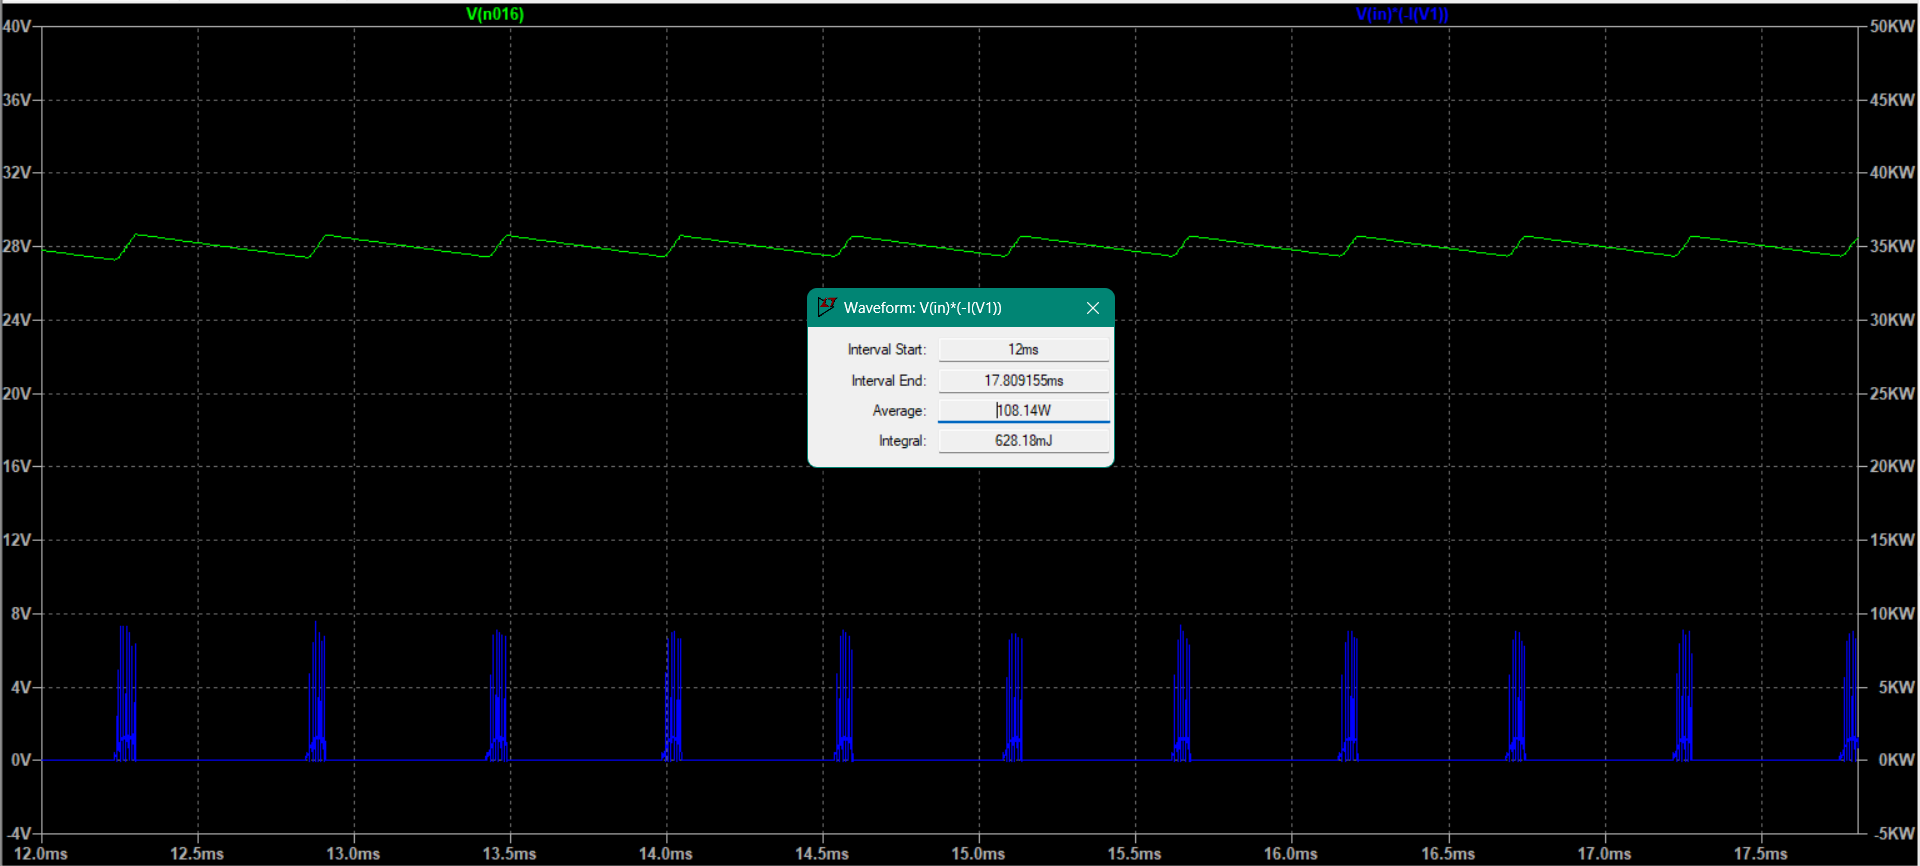 V(n016) V(in)*(-I(V1))
40V 50KW
36V 45KW
32V 40KW
28V 35KW
24V 30KW
20V 25KW
16V 20KW
12V 15KW
8V 10KW
4V 5KW
0V 0KW
-4V -5KW
12.0ms 12.5ms 13.0ms 13.5ms 14.0ms 14.5ms 15.0ms 15.5ms 16.0ms 16.5ms 17.0ms 17.5ms
Waveform: V(in)*(-I(V1))
Interval Start: 12ms
Interval End: 17.809155ms
Average: 108.14W
Integral: 628.18mJ